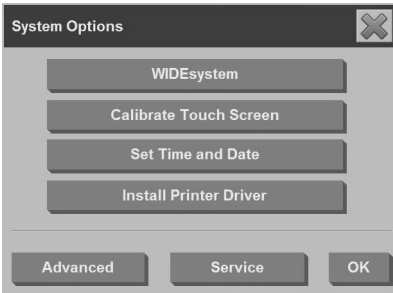 System Options
WIDEsystem
Calibrate Touch Screen
Set Time and Date
Install Printer Driver
Advanced Service OK